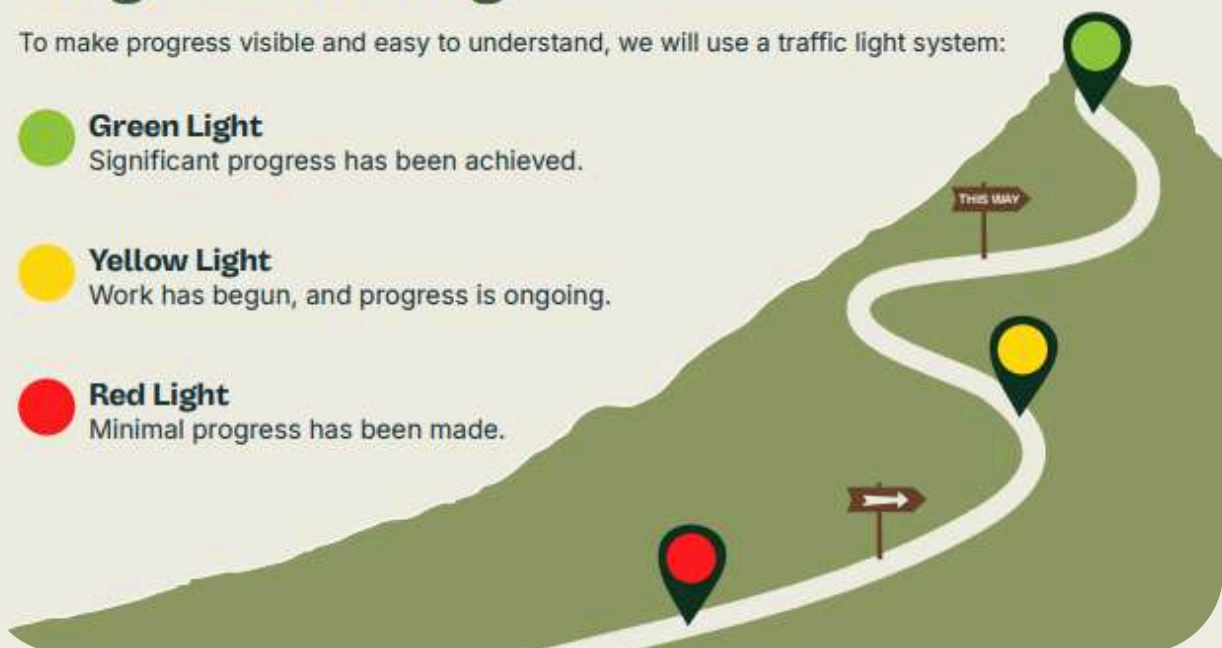 To make progress visible and easy to understand, we will use a traffic light system:
Green Light
Significant progress has been achieved.
Yellow Light
Work has begun, and progress is ongoing.
Red Light
Minimal progress has been made.
THIS WAY